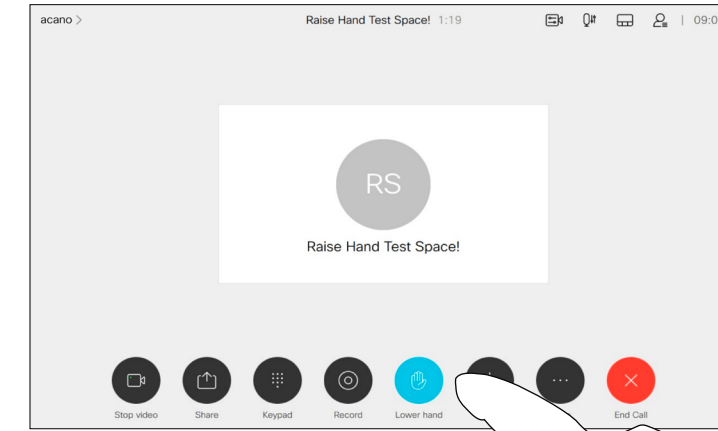 acano
Raise Hand Test Space! 1:19
09:0
RS
Raise Hand Test Space!
Stop video
Share
Keypad
Record
Lower hand
End Call